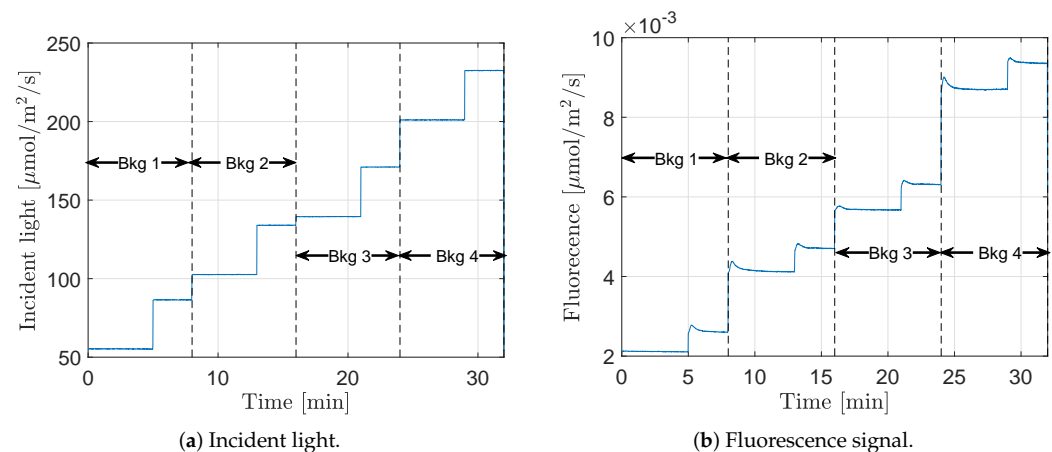 250
200
150
100
50
Incident light [μmol/m²/s]
Bkg 1
Bkg 2
Bkg 3
Bkg 4
0
10
20
30
Time [min]
(a) Incident light.
×10⁻³
10
8
6
4
2
Fluorecence [μmol/m²/s]
Bkg 1
Bkg 2
Bkg 3
Bkg 4
0
5
10
15
20
25
30
Time [min]
(b) Fluorescence signal.